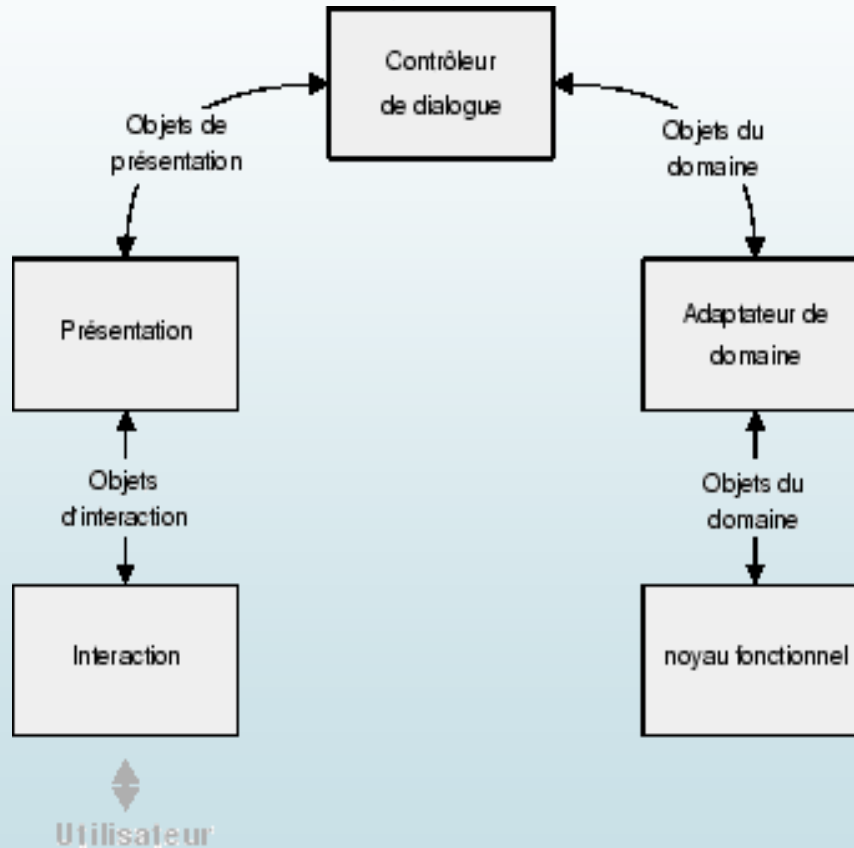 Contrôleur
de dialogue
Objets de
présentation
Objets du
domaine
Présentation
Adaptateur de
domaine
Objets
d'interaction
Objets du
domaine
Interaction
noyau fonctionnel
Utilisateur